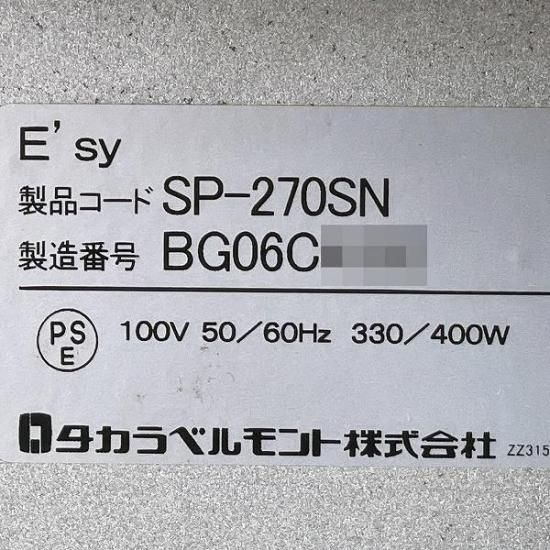 E'sy
製品コード SP-270SN
製造番号 BG06C
PS
E
100V 50/60Hz 330/400W
タカラベルモント株式会社 ZZ315